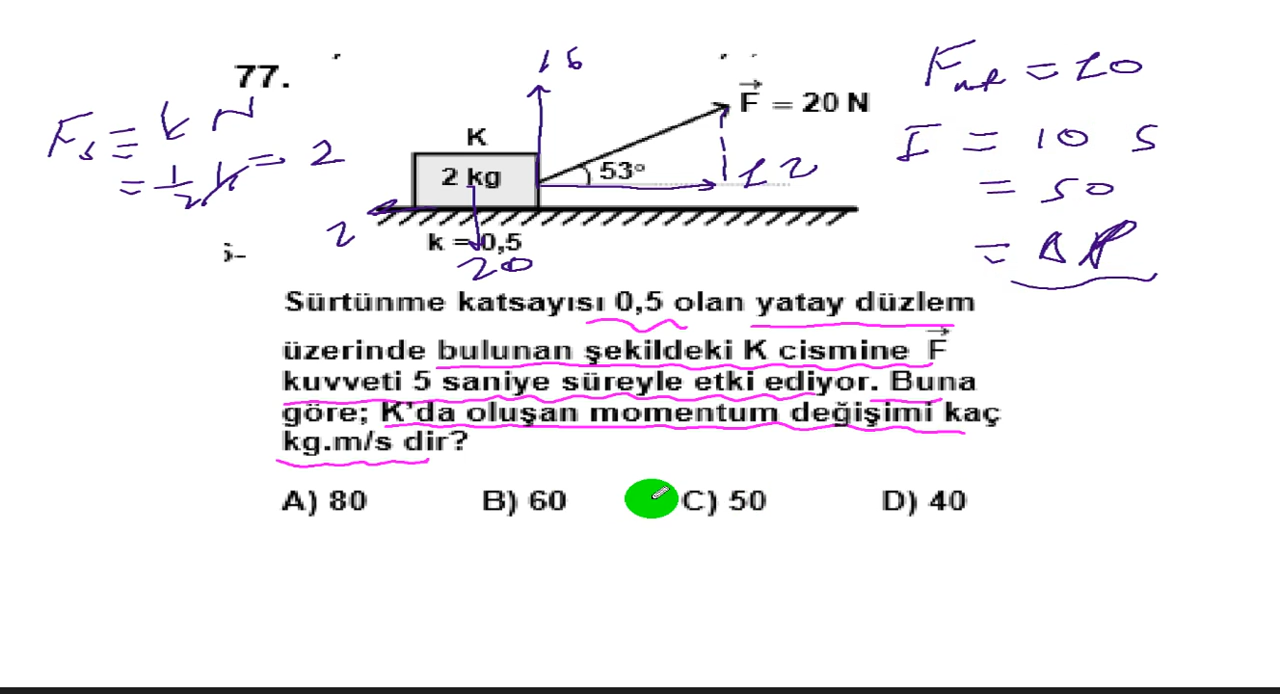 77.
16
F = 20 N
K
2 kg
53°
12
2
k = 0,5
20
Fs = k N
= 1/2 4 = 2
Fnet = 10
I = 10 5
= 50
= ΔP
Sürtünme katsayısı 0,5 olan yatay düzlem
üzerinde bulunan şekildeki K cismine F
kuvveti 5 saniye süreyle etki ediyor. Buna
göre; K'da oluşan momentum değişimi kaç
kg.m/s dir?
A) 80 B) 60 C) 50 D) 40